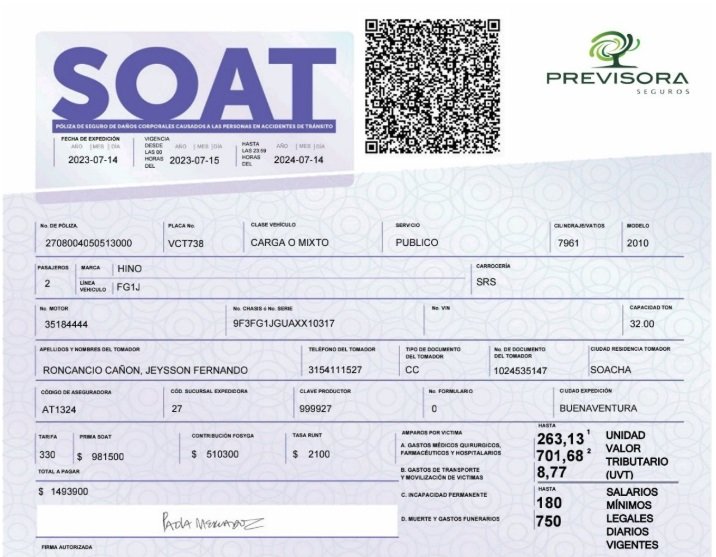 SOAT
PÓLIZA DE SEGURO DE DAÑOS CORPORALES CAUSADOS A LAS PERSONAS EN ACCIDENTES DE TRÁNSITO
FECHA DE EXPEDICIÓN
AÑO | MES | DÍA
2023-07-14
VIGENCIA
DESDE LAS 00 HORAS DEL
AÑO | MES | DÍA
2023-07-15
HASTA LAS 23:59 HORAS DEL
AÑO | MES | DÍA
2024-07-14
PREVISORA
SEGUROS
No. DE PÓLIZA
2708004050513000
PLACA No.
VCT738
CLASE VEHÍCULO
CARGA O MIXTO
SERVICIO
PUBLICO
CILINDRAJE/VATIOS
7961
MODELO
2010
PASAJEROS
2
MARCA HINO
LÍNEA VEHICULO FG1J
CARROCERÍA
SRS
No. MOTOR
35184444
No. CHASIS ó No. SERIE
9F3FG1JGUAXX10317
No. VIN
CAPACIDAD TON
32.00
APELLIDOS Y NOMBRES DEL TOMADOR
RONCANCIO CAÑON, JEYSSON FERNANDO
TELÉFONO DEL TOMADOR
3154111527
TIPO DE DOCUMENTO DEL TOMADOR
CC
No. DE DOCUMENTO DEL TOMADOR
1024535147
CIUDAD RESIDENCIA TOMADOR
SOACHA
CÓDIGO DE ASEGURADORA
AT1324
CÓD. SUCURSAL EXPEDIDORA
27
CLAVE PRODUCTOR
999927
No. FORMULARIO
0
CIUDAD EXPEDICIÓN
BUENAVENTURA
TARIFA
330
PRIMA SOAT
$ 981500
CONTRIBUCIÓN FOSYGA
$ 510300
TASA RUNT
$ 2100
TOTAL A PAGAR
$ 1493900
FIRMA AUTORIZADA
AMPAROS POR VICTIMA
A. GASTOS MÉDICOS QUIRURGICOS, FARMACÉUTICOS Y HOSPITALARIOS
B. GASTOS DE TRANSPORTE Y MOVILIZACIÓN DE VICTIMAS
C. INCAPACIDAD PERMANENTE
D. MUERTE Y GASTOS FUNERARIOS
HASTA
263,13 ¹
701,68 ²
8,77
UNIDAD
VALOR
TRIBUTARIO
(UVT)
HASTA
180
750
SALARIOS
MÍNIMOS
LEGALES
DIARIOS
VIGENTES